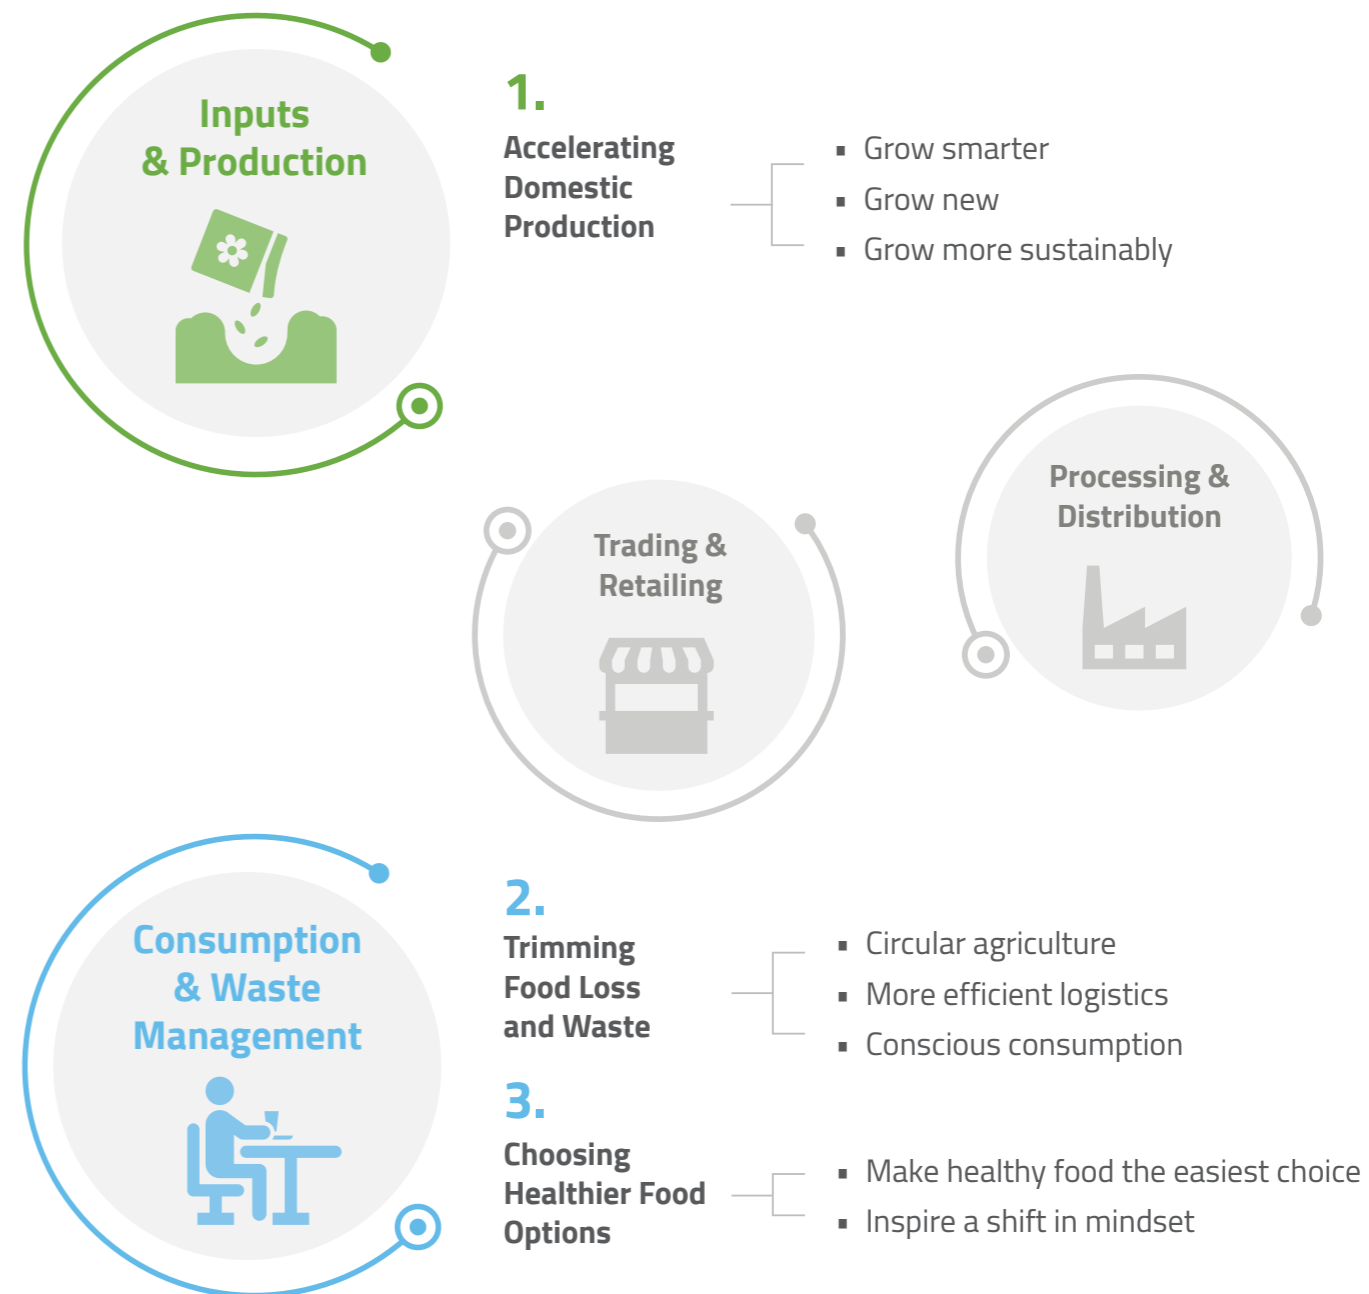 Inputs
& Production
1.
Accelerating
Domestic
Production
▪ Grow smarter
▪ Grow new
▪ Grow more sustainably
Processing &
Distribution
Trading &
Retailing
Consumption
& Waste
Management
2.
Trimming
Food Loss
and Waste
▪ Circular agriculture
▪ More efficient logistics
▪ Conscious consumption
3.
Choosing
Healthier Food
Options
▪ Make healthy food the easiest choice
▪ Inspire a shift in mindset